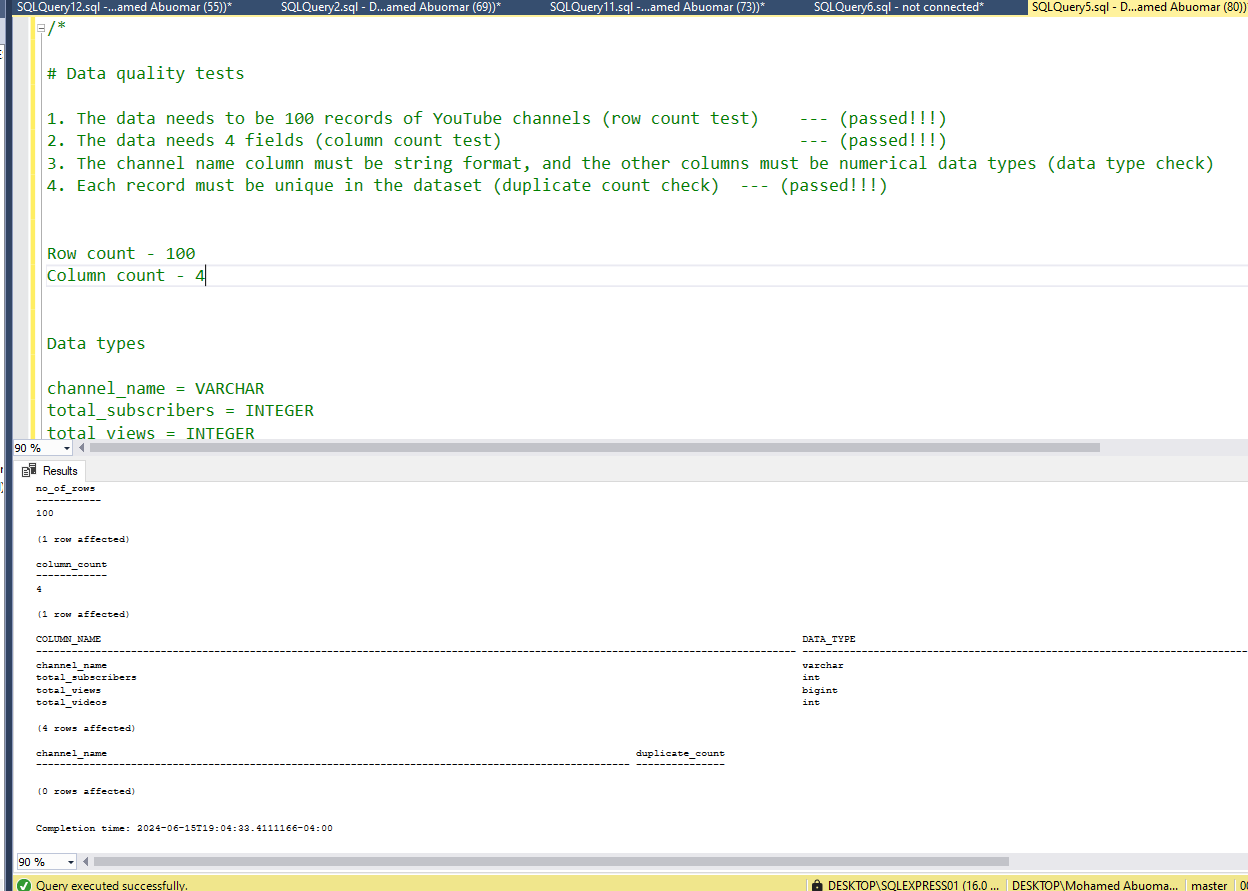 SQLQuery12.sql -...amed Abuomar (55))* SQLQuery2.sql - D...amed Abuomar (69))* SQLQuery11.sql -...amed Abuomar (73))* SQLQuery6.sql - not connected* SQLQuery5.sql - D...amed Abuomar (80))
/*
# Data quality tests
1. The data needs to be 100 records of YouTube channels (row count test) --- (passed!!!)
2. The data needs 4 fields (column count test) --- (passed!!!)
3. The channel name column must be string format, and the other columns must be numerical data types (data type check)
4. Each record must be unique in the dataset (duplicate count check) --- (passed!!!)
Row count - 100
Column count - 4
Data types
channel_name = VARCHAR
total_subscribers = INTEGER
total_views = INTEGER
90 %
Results
no_of_rows
-----------
100
(1 row affected)
column_count
------------
4
(1 row affected)
COLUMN_NAME DATA_TYPE
channel_name varchar
total_subscribers int
total_views bigint
total_videos int
(4 rows affected)
channel_name duplicate_count
(0 rows affected)
Completion time: 2024-06-15T19:04:33.4111166-04:00
90 %
Query executed successfully. DESKTOP\SQLEXPRESS01 (16.0 ... DESKTOP\Mohamed Abuoma... master